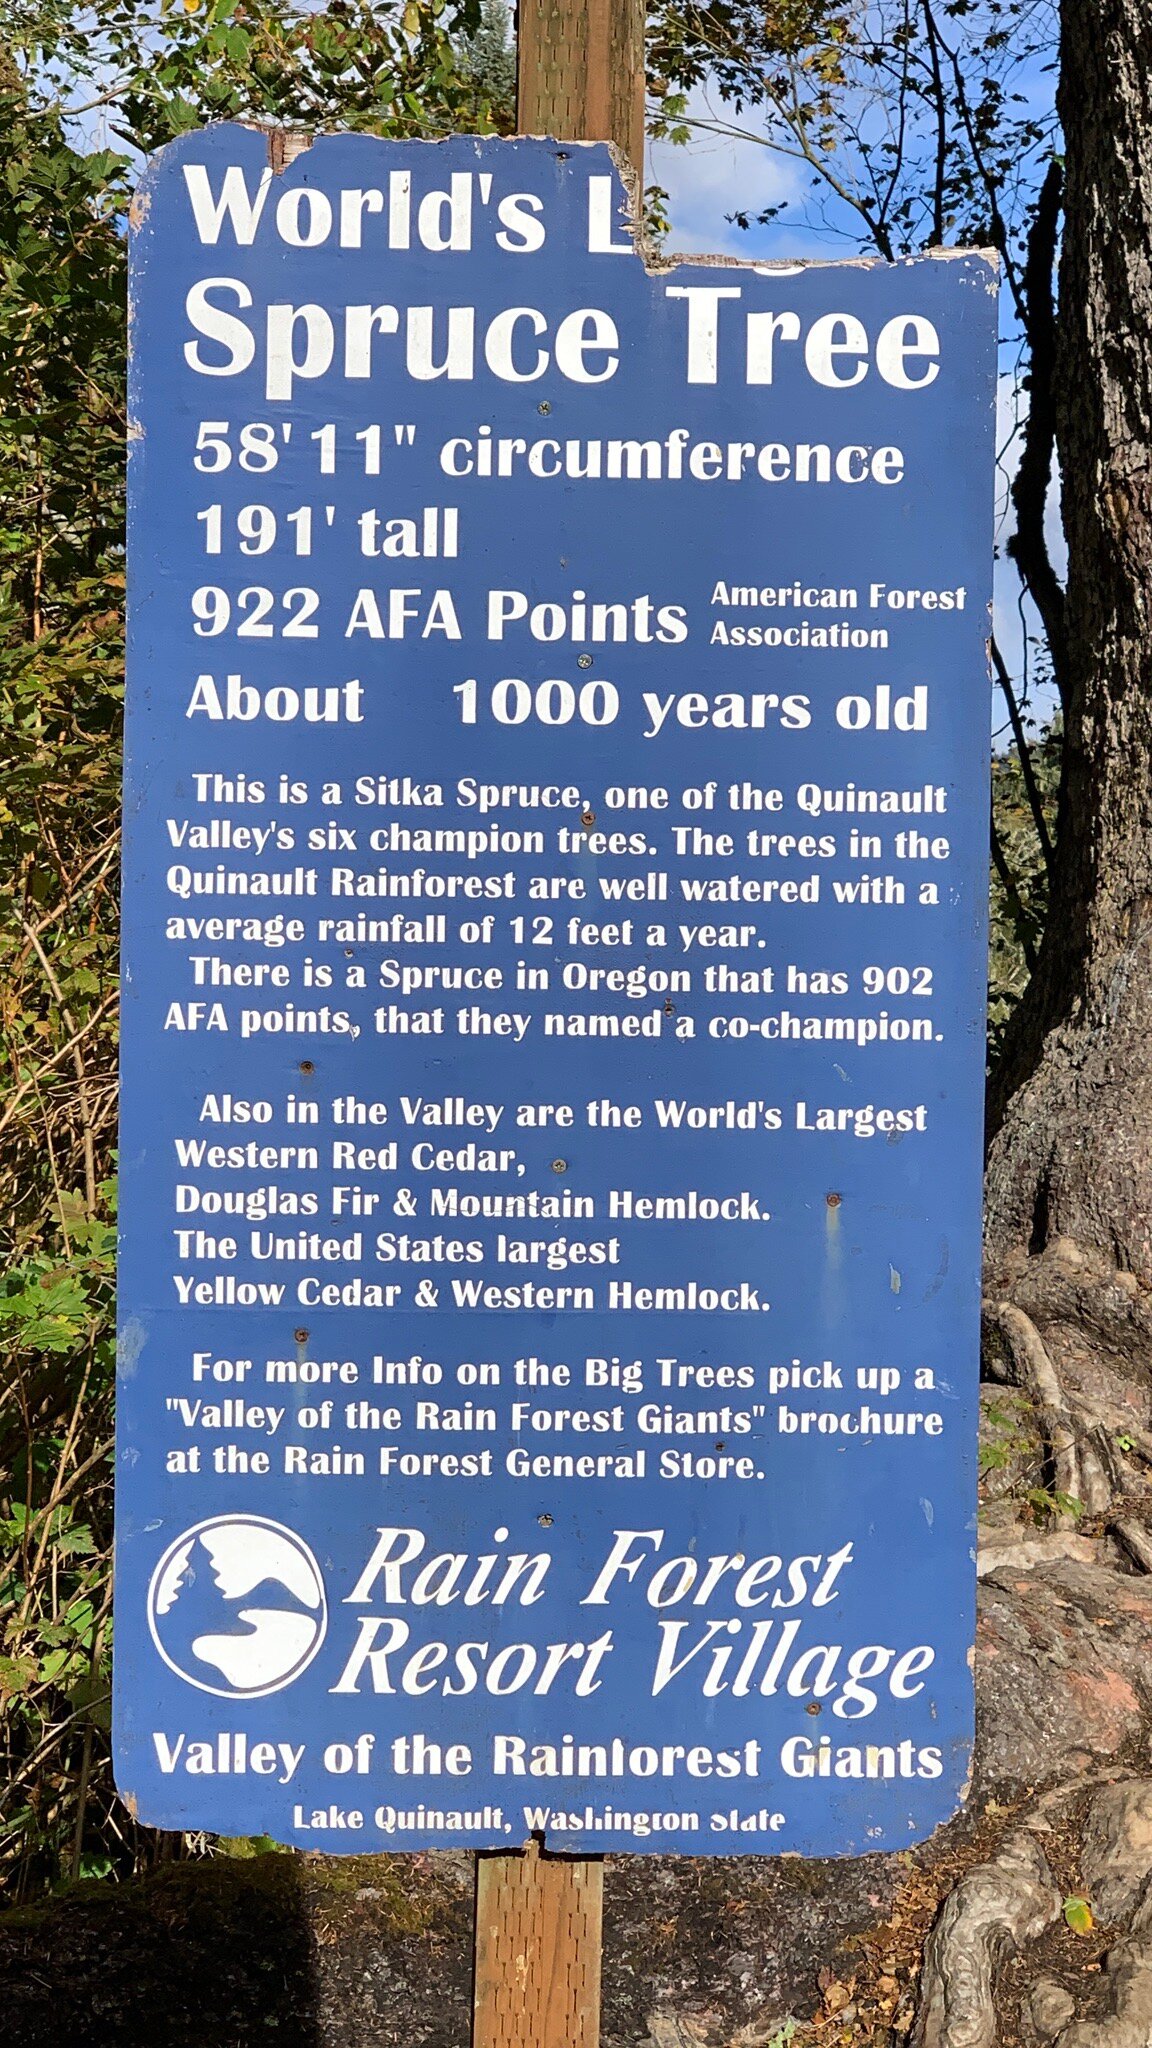 World's L
Spruce Tree
58' 11" circumference
191' tall
922 AFA Points American Forest Association
About 1000 years old
This is a Sitka Spruce, one of the Quinault
Valley's six champion trees. The trees in the
Quinault Rainforest are well watered with a
average rainfall of 12 feet a year.
There is a Spruce in Oregon that has 902
AFA points, that they named a co-champion.
Also in the Valley are the World's Largest
Western Red Cedar,
Douglas Fir & Mountain Hemlock.
The United States largest
Yellow Cedar & Western Hemlock.
For more Info on the Big Trees pick up a
"Valley of the Rain Forest Giants" brochure
at the Rain Forest General Store.
Rain Forest
Resort Village
Valley of the Rainforest Giants
Lake Quinault, Washington State